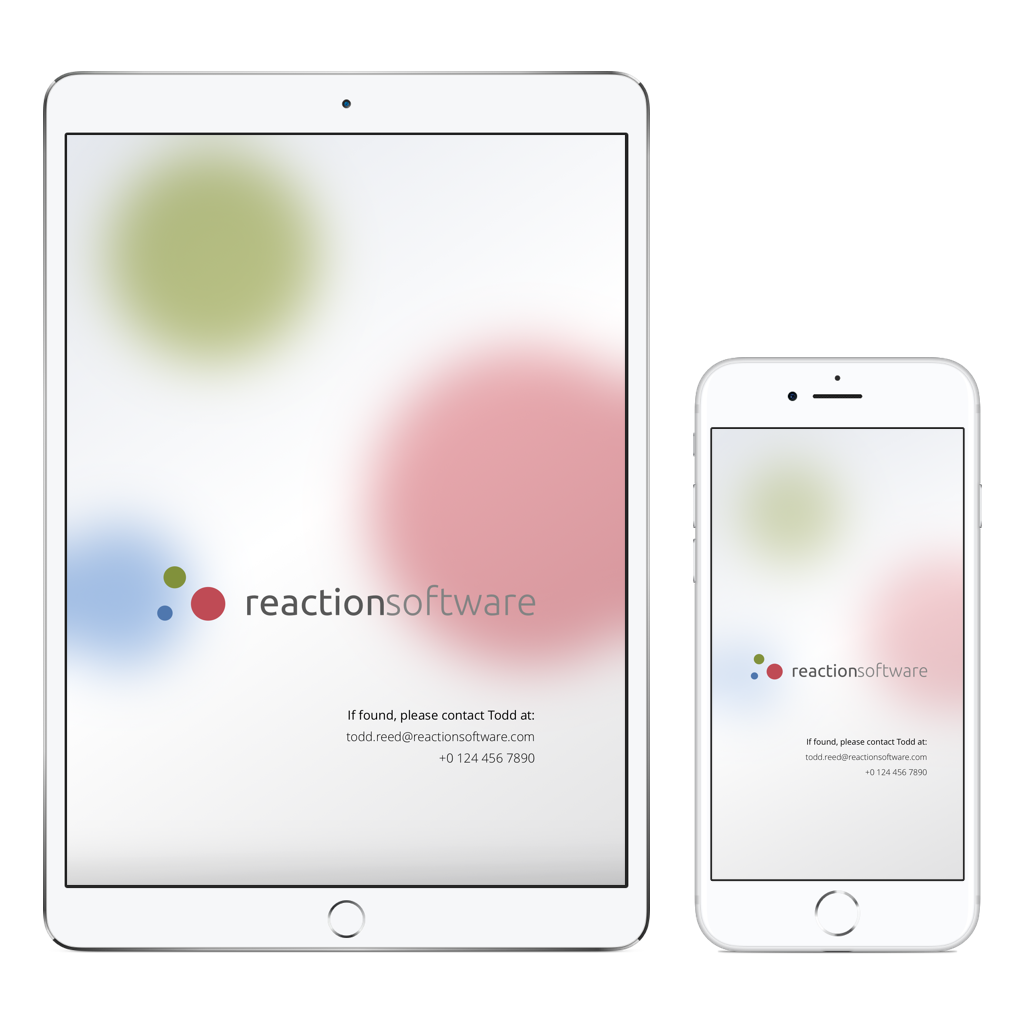 reactionsoftware
If found, please contact Todd at:
todd.reed@reactionsoftware.com
+0 124 456 7890
reactionsoftware
If found, please contact Todd at:
todd.reed@reactionsoftware.com
+0 124 456 7890